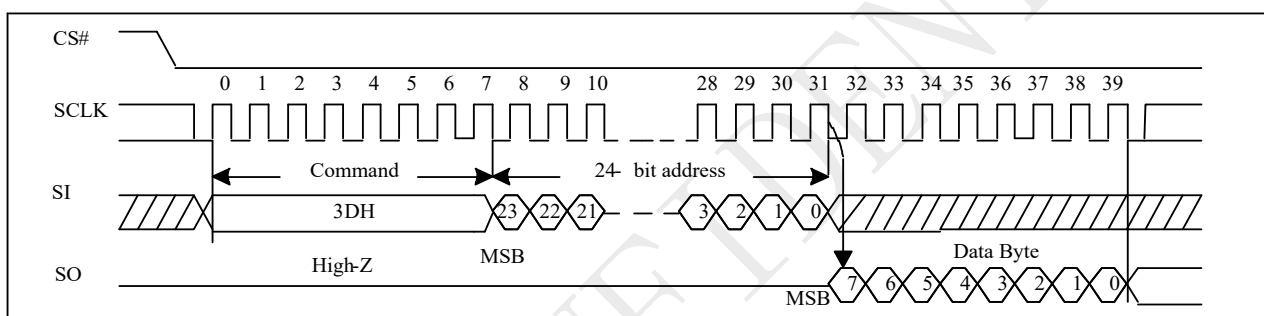 CS#
0 1 2 3 4 5 6 7 8 9 10 28 29 30 31 32 33 34 35 36 37 38 39
SCLK
Command 24- bit address
SI
3DH 23 22 21 3 2 1 0
High-Z MSB Data Byte
SO
MSB 7 6 5 4 3 2 1 0